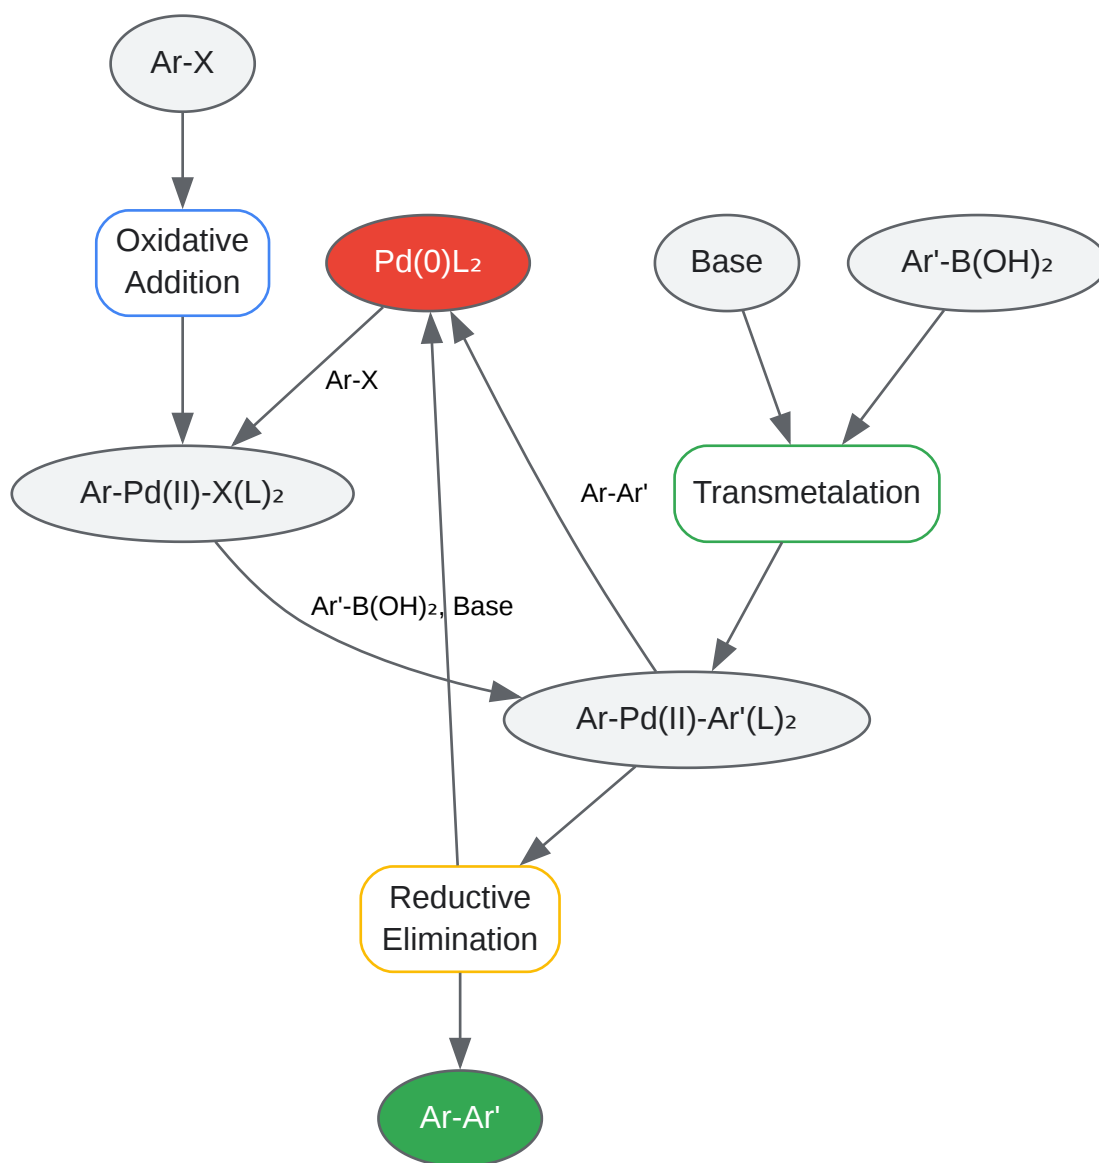 Ar-X
Oxidative
Addition
Pd(0)L₂
Base
Ar'-B(OH)₂
Ar-X
Ar-Pd(II)-X(L)₂
Ar-Ar'
Transmetalation
Ar'-B(OH)₂, Base
Ar-Pd(II)-Ar'(L)₂
Reductive
Elimination
Ar-Ar'